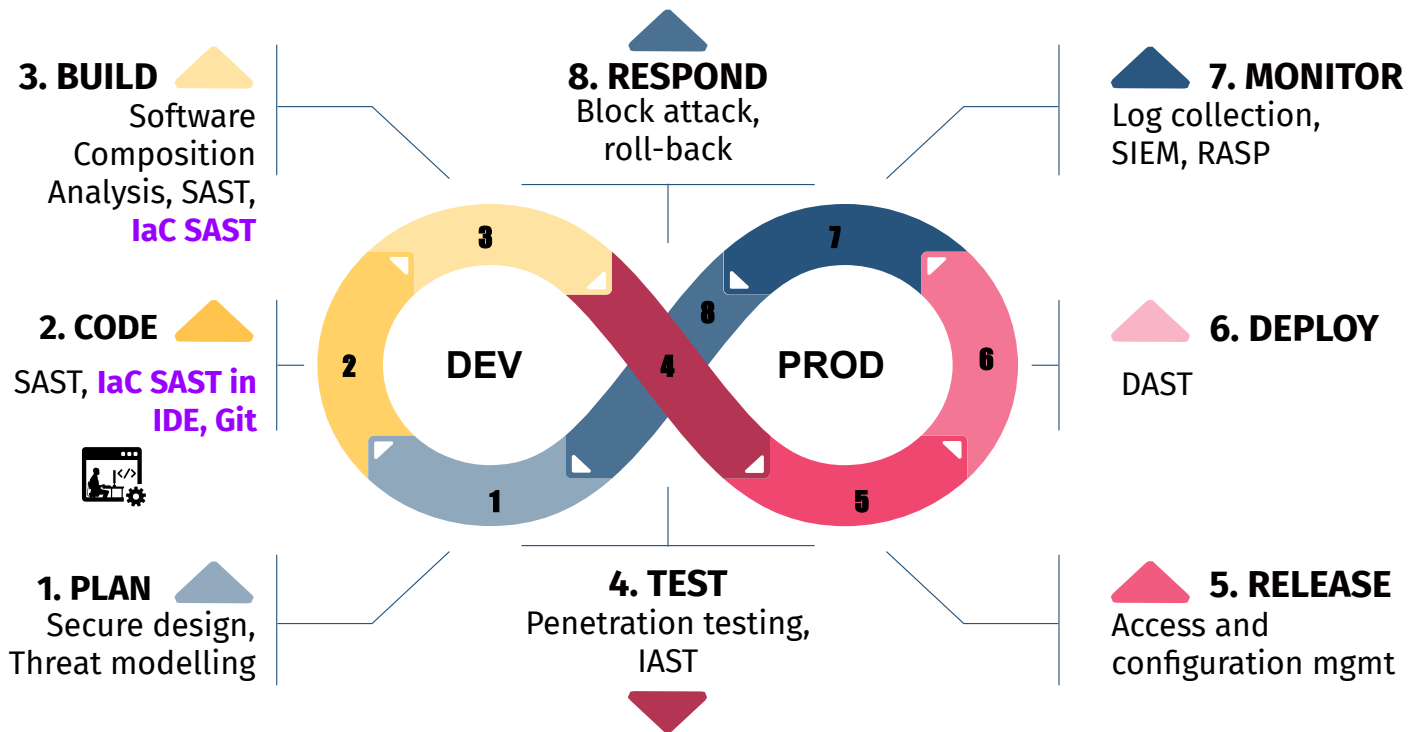 3. BUILD
Software
Composition
Analysis, SAST,
IaC SAST
8. RESPOND
Block attack,
roll-back
7. MONITOR
Log collection,
SIEM, RASP
2. CODE
SAST, IaC SAST in
IDE, Git
</>
3
7
8
2
DEV
4
PROD
6
1
5
6. DEPLOY
DAST
1. PLAN
Secure design,
Threat modelling
4. TEST
Penetration testing,
IAST
5. RELEASE
Access and
configuration mgmt